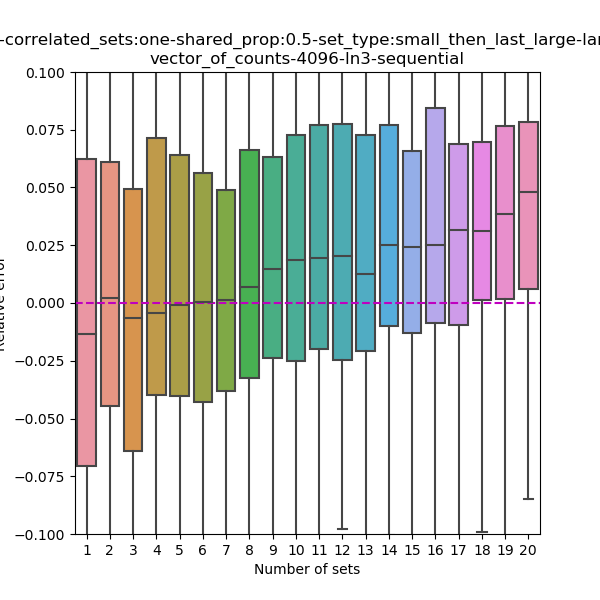 -correlated_sets:one-shared_prop:0.5-set_type:small_then_last_large-lar
vector_of_counts-4096-ln3-sequential
0.100
0.075
0.050
0.025
0.000
−0.025
−0.050
−0.075
−0.100
Relative error
1 2 3 4 5 6 7 8 9 10 11 12 13 14 15 16 17 18 19 20
Number of sets